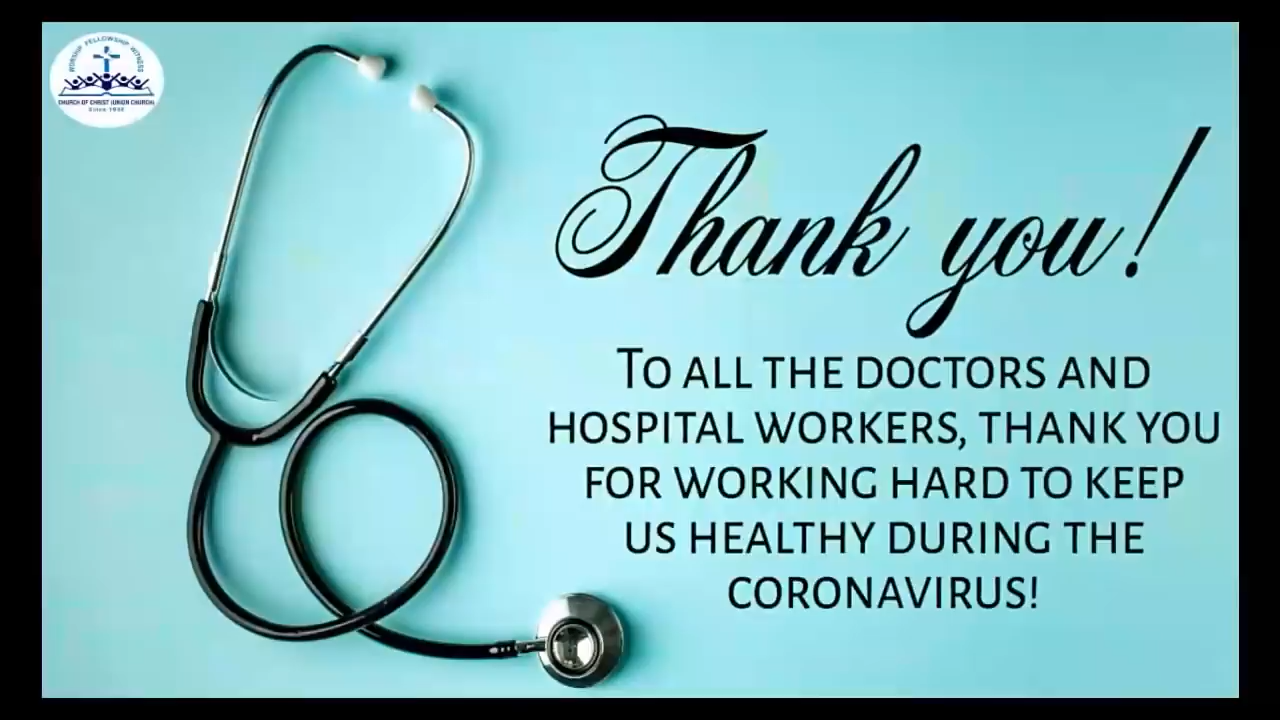 WORSHIP FELLOWSHIP WITNESS
CHURCH OF CHRIST (UNION CHURCH)
Thank you!
TO ALL THE DOCTORS AND
HOSPITAL WORKERS, THANK YOU
FOR WORKING HARD TO KEEP
US HEALTHY DURING THE
CORONAVIRUS!